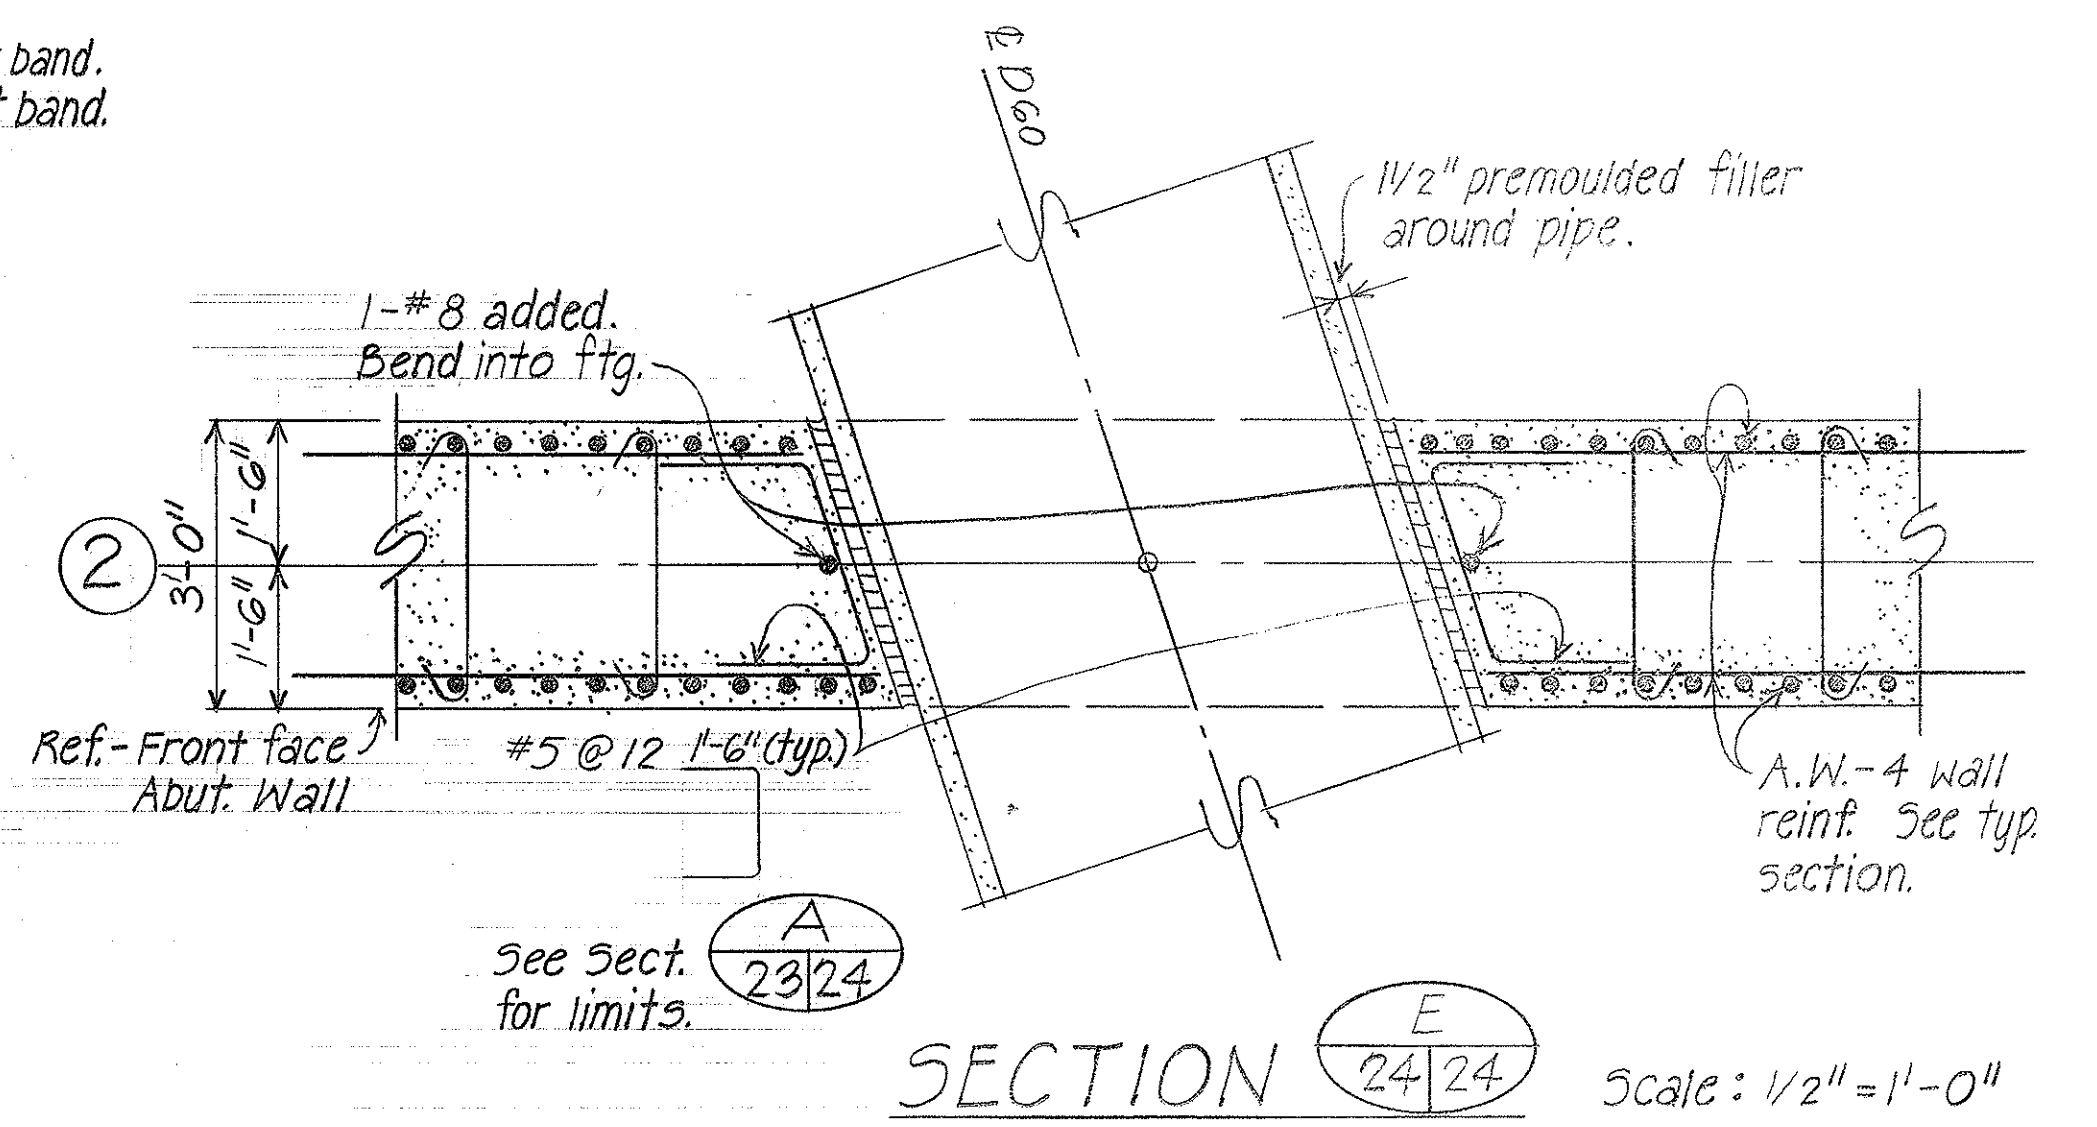 band.
band.
℄ D60
1 1/2" premoulded filler
around pipe.
1-#8 added.
Bend into ftg.
2
3'-0"
1'-6"
1'-6"
Ref.-Front face
Abut. Wall
#5 @ 12 1'-6" (typ.)
A.W.-4 wall
reinf. See typ.
section.
See Sect.
for limits.
A
23|24
SECTION
E
24|24
Scale: 1/2" = 1'-0"